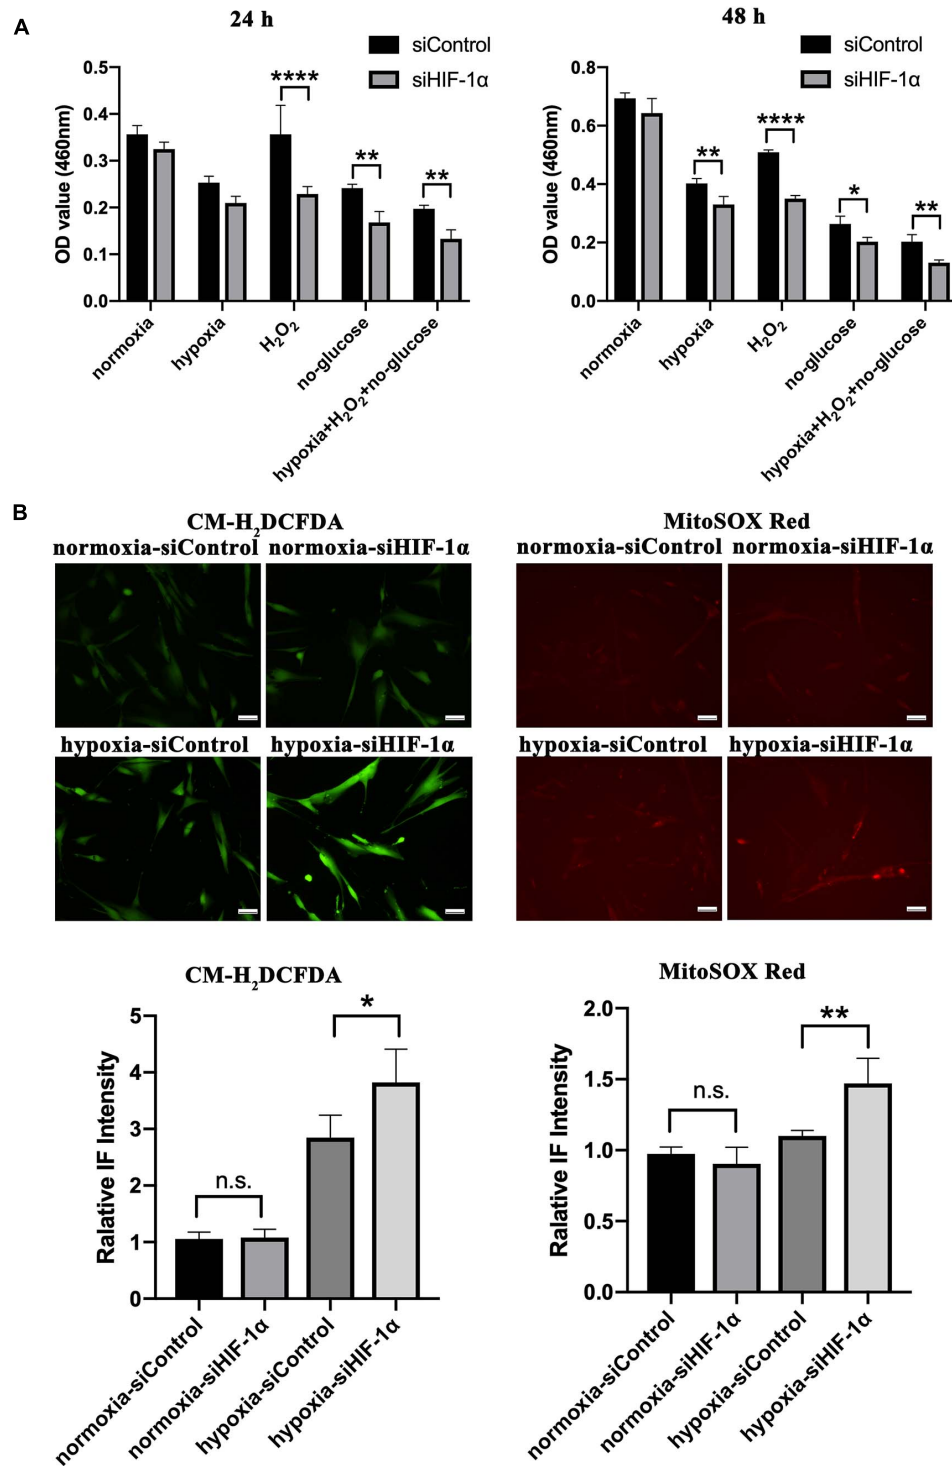 A
24 h
siControl
siHIF-1α
OD value (460nm)
0.5
0.4
0.3
0.2
0.1
0.0
****
**
**
normoxia
hypoxia
H2O2
no-glucose
hypoxia+H2O2+no-glucose
48 h
siControl
siHIF-1α
OD value (460nm)
0.8
0.6
0.4
0.2
0.0
**
****
*
**
normoxia
hypoxia
H2O2
no-glucose
hypoxia+H2O2+no-glucose
B
CM-H2DCFDA
normoxia-siControl normoxia-siHIF-1α
hypoxia-siControl hypoxia-siHIF-1α
MitoSOX Red
normoxia-siControl normoxia-siHIF-1α
hypoxia-siControl hypoxia-siHIF-1α
CM-H2DCFDA
Ralative IF Intensity
5
4
3
2
1
0
n.s.
*
normoxia-siControl
normoxia-siHIF-1α
hypoxia-siControl
hypoxia-siHIF-1α
MitoSOX Red
Ralative IF Intensity
2.0
1.5
1.0
0.5
0.0
n.s.
**
normoxia-siControl
normoxia-siHIF-1α
hypoxia-siControl
hypoxia-siHIF-1α